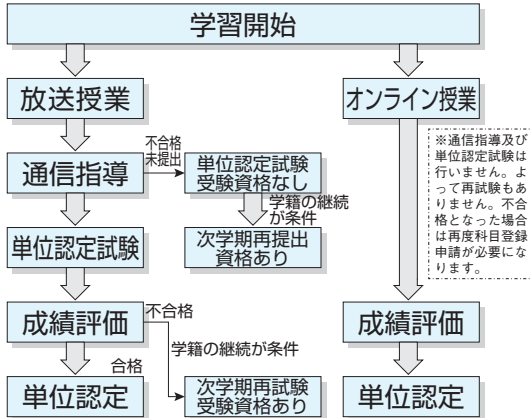 学習開始
放送授業
オンライン授業
不合格
未提出
通信指導
単位認定試験
受験資格なし
学籍の継続
が条件
単位認定試験
次学期再提出
資格あり
※通信指導及び
単位認定試験は
行いません。よ
って再試験もあ
りません。不合
格となった場合
は再度科目登録
申請が必要にな
ります。
成績評価
不合格
成績評価
学籍の継続が条件
合格
単位認定
次学期再試験
受験資格あり
単位認定